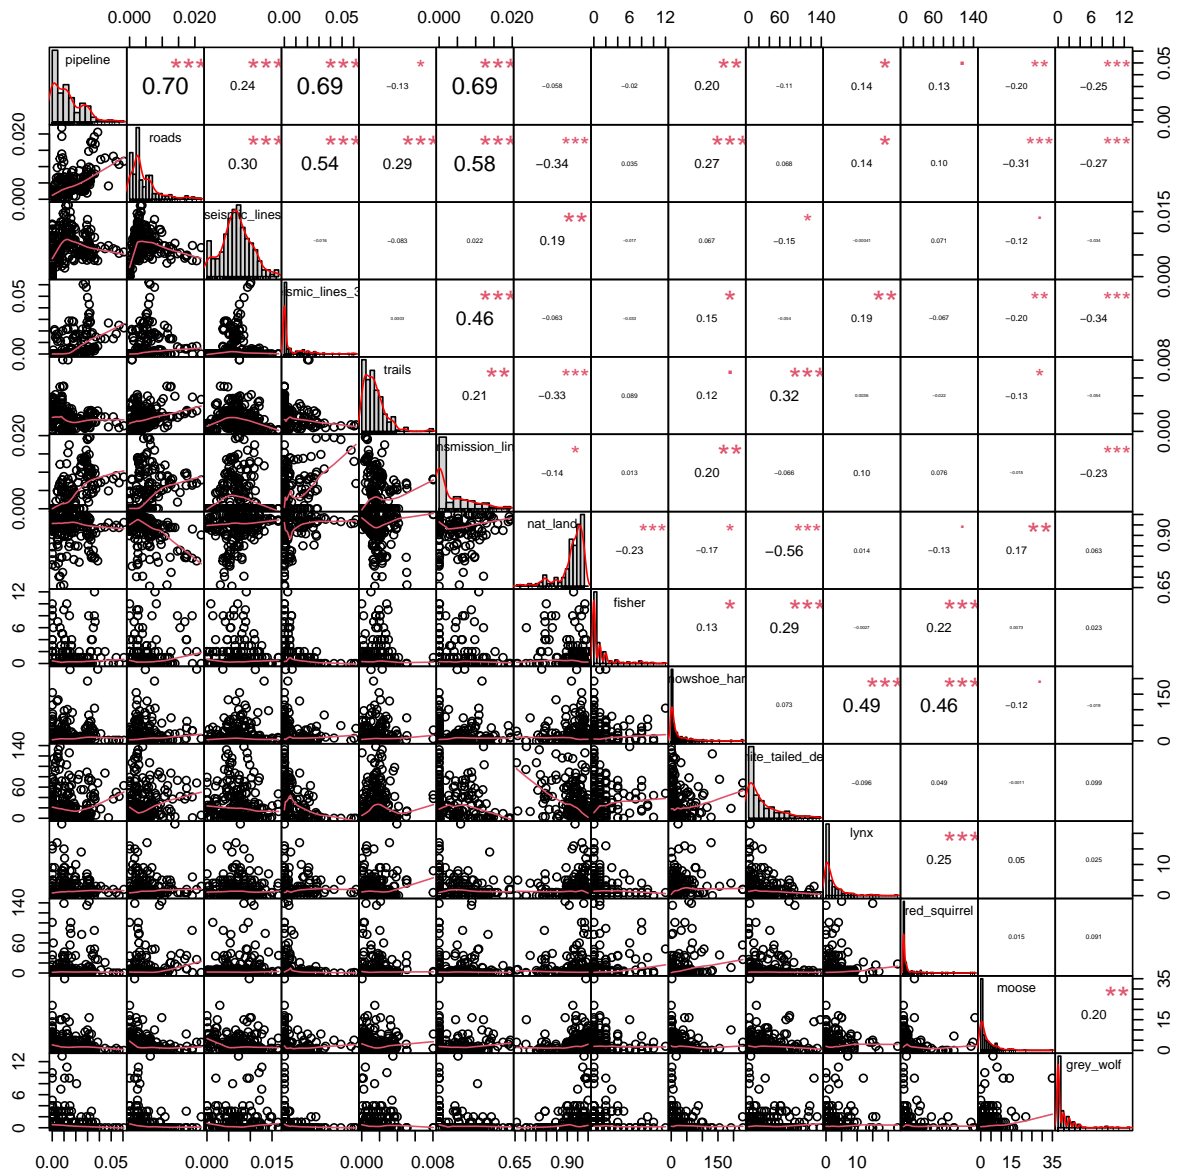 0.000 0.020 0.00 0.05 0.000 0.020 0 6 12 0 60 140 0 60 140 0 6 12
pipeline *** 0.70 *** 0.24 *** 0.69 * −0.13 *** 0.69 −0.058 −0.02 ** 0.20 −0.11 * 0.14 . 0.13 ** −0.20 *** −0.25 0.00 0.05
0.000 0.020 roads *** 0.30 *** 0.54 *** 0.29 *** 0.58 *** −0.34 0.035 *** 0.27 0.068 * 0.14 0.10 *** −0.31 *** −0.27
seismic_lines −0.083 0.022 ** 0.19 0.067 * −0.15 0.071 . −0.12 0.000 0.015
0.00 0.05 smic_lines_3 *** 0.46 −0.063 * 0.15 ** 0.19 −0.067 ** −0.20 *** −0.34
trails ** 0.21 *** −0.33 0.089 . 0.12 *** 0.32 * −0.13 0.000 0.008
0.000 0.020 nsmission_lin * −0.14 0.013 ** 0.20 −0.066 0.10 0.076 *** −0.23
nat_land *** −0.23 * −0.17 *** −0.56 0.014 . −0.13 ** 0.17 0.063 0.65 0.90
0 6 12 fisher * 0.13 *** 0.29 *** 0.22 0.023
nowshoe_har 0.073 *** 0.49 *** 0.46 . −0.12 0 150
0 60 140 hite_tailed_de −0.096 0.049 0.099
lynx *** 0.25 0.05 0.025 0 10
0 60 140 red_squirrel 0.015 0.091
moose ** 0.20 0 15 35
0 6 12 grey_wolf
0.00 0.05 0.000 0.015 0.000 0.008 0.65 0.90 0 150 0 10 0 15 35